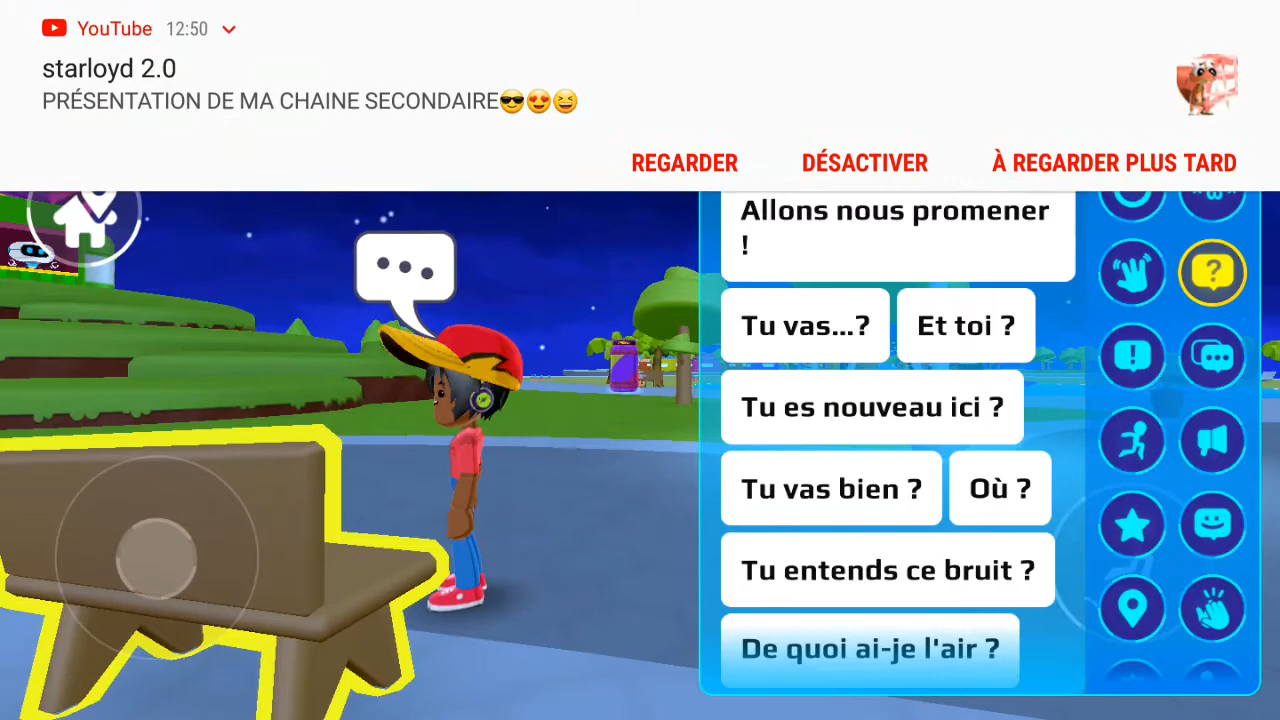 YouTube 12:50
starloyd 2.0
PRÉSENTATION DE MA CHAINE SECONDAIRE😎😍😆
REGARDER DÉSACTIVER À REGARDER PLUS TARD
Allons nous promener
!
Tu vas...? Et toi ?
Tu es nouveau ici ?
Tu vas bien ? Où ?
Tu entends ce bruit ?
De quoi ai-je l'air ?